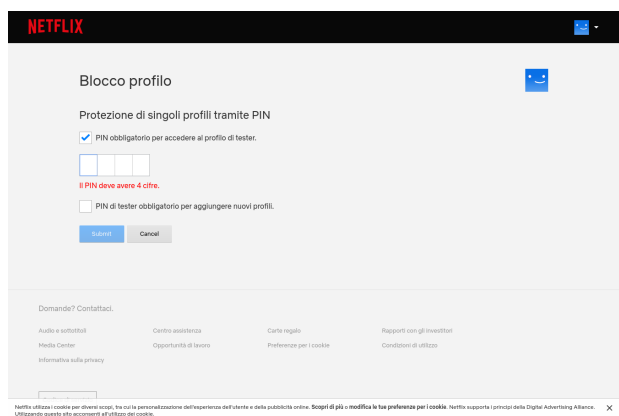 NETFLIX
Blocco profilo
Protezione di singoli profili tramite PIN
PIN obbligatorio per accedere al profilo di tester.
Il PIN deve avere 4 cifre.
PIN di tester obbligatorio per aggiungere nuovi profili.
Submit Cancel
Domande? Contattaci.
Audio e sottotitoli Centro assistenza Carte regalo Rapporti con gli investitori
Media Center Opportunità di lavoro Preferenze per i cookie Condizioni di utilizzo
Informativa sulla privacy
Netflix utilizza i cookie per diversi scopi, tra cui la personalizzazione dell'esperienza dell'utente e della pubblicità online. Scopri di più o modifica le tue preferenze per i cookie. Netflix supporta i principi della Digital Advertising Alliance.
Utilizzando questo sito acconsenti all'utilizzo dei cookie.